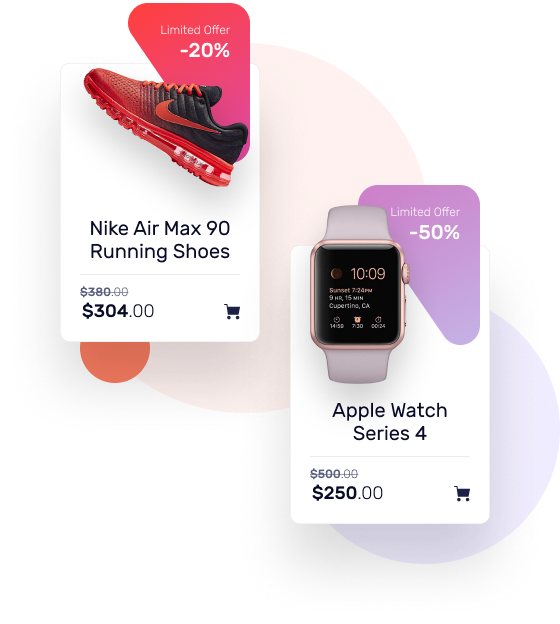 Limited Offer
-20%
Nike Air Max 90
Running Shoes
$380.00
$304.00
Limited Offer
-50%
10:09
Sunset 7:24PM
9 HR, 15 MIN
Cupertino, CA
14:59 7:30 00:24
Apple Watch
Series 4
$500.00
$250.00